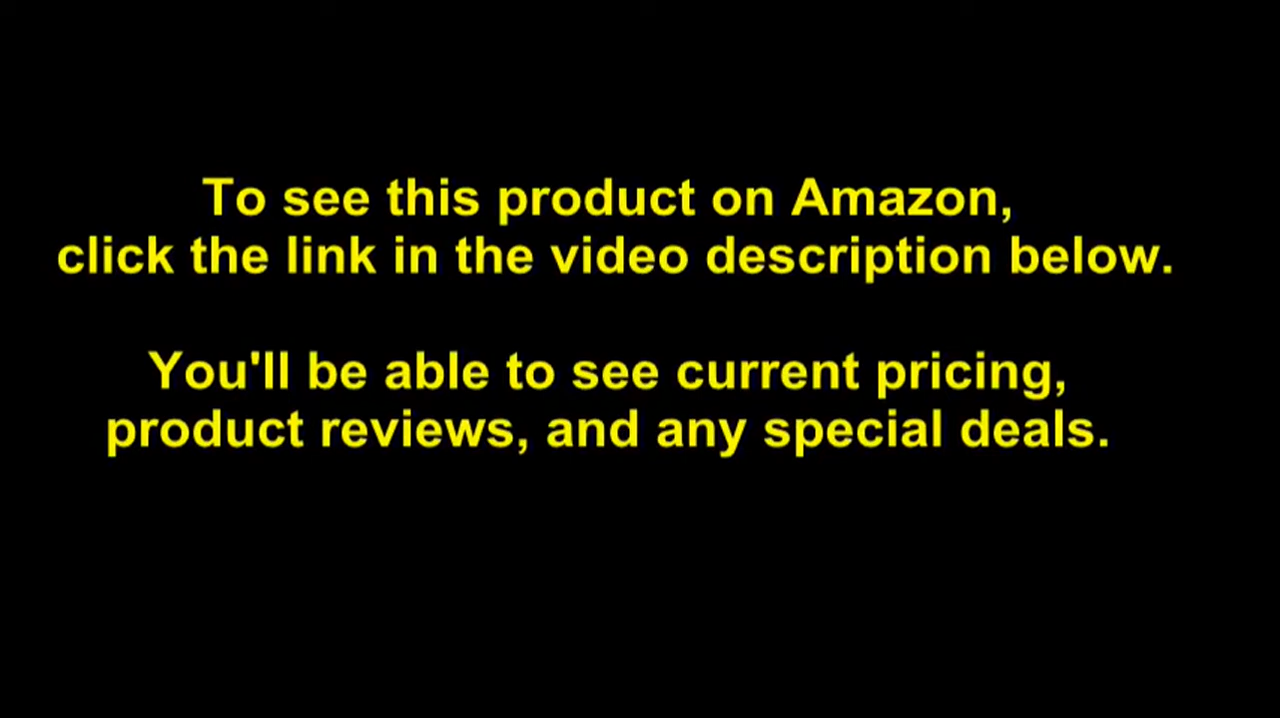 To see this product on Amazon,
click the link in the video description below.
You'll be able to see current pricing,
product reviews, and any special deals.